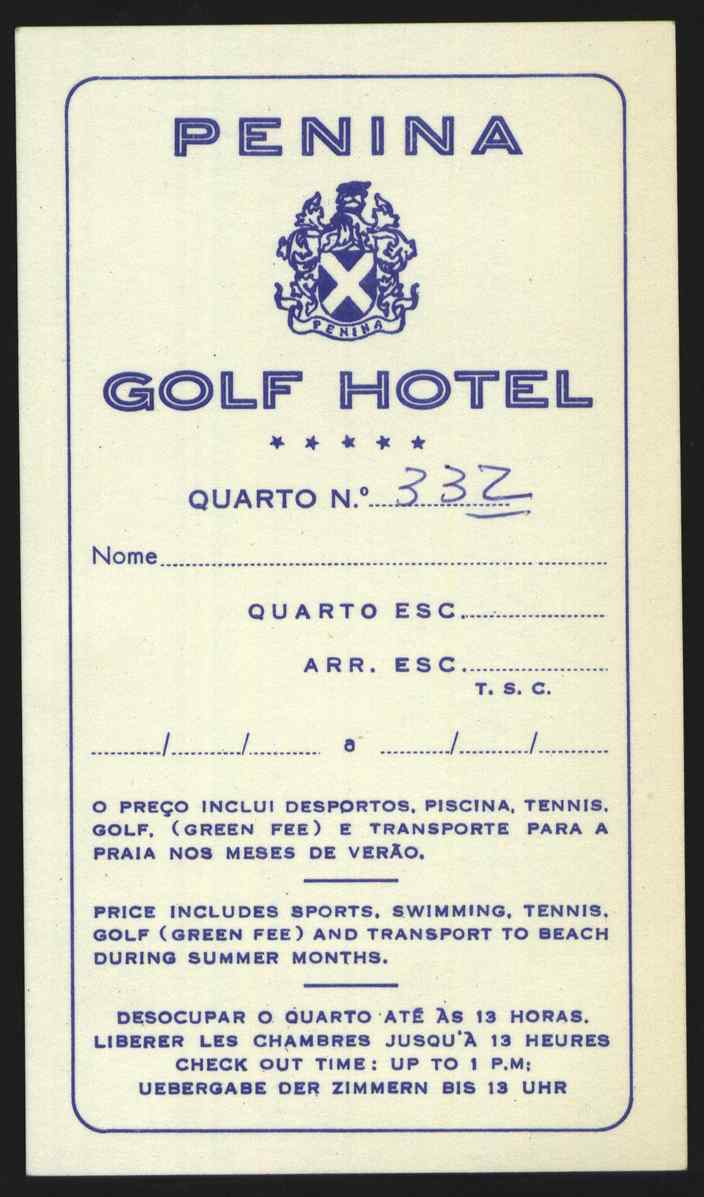 PENINA
PENINA
GOLF HOTEL
QUARTO N.º 332
Nome
QUARTO ESC.
ARR. ESC.
T. S. C.
/ / a / /
O PREÇO INCLUI DESPORTOS, PISCINA, TENNIS,
GOLF, (GREEN FEE) E TRANSPORTE PARA A
PRAIA NOS MESES DE VERÃO.
PRICE INCLUDES SPORTS, SWIMMING, TENNIS,
GOLF (GREEN FEE) AND TRANSPORT TO BEACH
DURING SUMMER MONTHS.
DESOCUPAR O QUARTO ATÉ ÀS 13 HORAS.
LIBERER LES CHAMBRES JUSQU'À 13 HEURES
CHECK OUT TIME: UP TO 1 P.M;
UEBERGABE DER ZIMMERN BIS 13 UHR